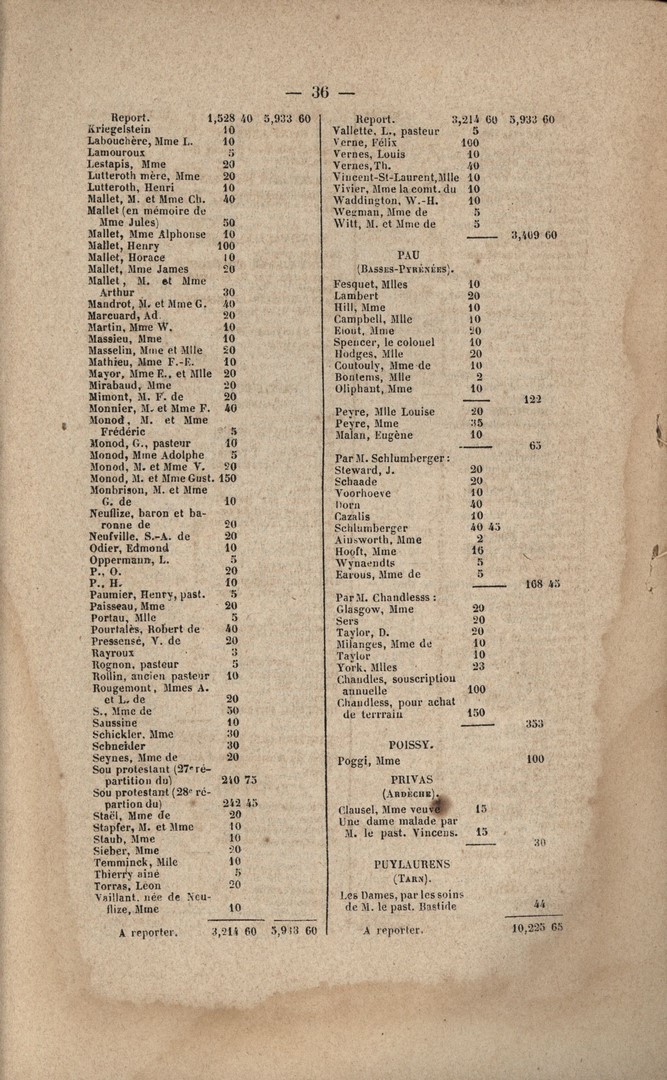 — 36 —
Report. 1,528 40 5,933 60
Kriegelstein 10
Labouchère, Mme L. 10
Lamouroux 5
Lestapis, Mme 20
Lutteroth mère, Mme 20
Lutteroth, Henri 10
Mallet, M. et Mme Ch. 40
Mallet (en mémoire de
Mme Jules) 50
Mallet, Mme Alphonse 10
Mallet, Henry 100
Mallet, Horace 10
Mallet, Mme James 20
Mallet, M. et Mme
Arthur 30
Mandrot, M. et Mme G. 40
Marcuard, Ad. 20
Martin, Mme W. 10
Massieu, Mme 10
Masselin, Mme et Mlle 20
Mathieu, Mme F.-E. 10
Mayor, Mme E., et Mlle 20
Mirabaud, Mme 20
Mimont, M. F. de 20
Monnier, M. et Mme F. 40
Monod, M. et Mme
Frédéric 5
Monod, G., pasteur 10
Monod, Mme Adolphe 5
Monod, M. et Mme V. 20
Monod, M. et Mme Gust. 150
Monbrison, M. et Mme
G. de 10
Neuflize, baron et ba-
ronne de 20
Neufville, S.-A. de 20
Odier, Edmond 10
Oppermann, L. 5
P., O. 20
P., H. 10
Paumier, Henry, past. 5
Paisseau, Mme 20
Portau, Mlle 5
Pourtalès, Robert de 40
Pressensé, V. de 20
Rayroux 3
Rognon, pasteur 5
Rollin, ancien pasteur 10
Rougemont, Mmes A.
et L. de 20
S., Mme de 50
Saussine 10
Schickler, Mme 30
Schneider 30
Seynes, Mme de 20
Sou protestant (27e ré-
partition du) 240 75
Sou protestant (28e ré-
partion du) 242 45
Staël, Mme de 20
Stapfer, M. et Mme 10
Staub, Mme 10
Sieber, Mme 20
Temminck, Mlle 10
Thierry aîné 5
Torras, Léon 20
Vaillant, née de Neu-
flize, Mme 10
A reporter. 3,214 60 5,933 60
Report. 3,214 60 5,933 60
Vallette, L., pasteur 5
Verne, Félix 100
Vernes, Louis 10
Vernes, Th. 40
Vincent-St-Laurent, Mlle 10
Vivier, Mme la comt. du 10
Waddington, W.-H. 10
Wegman, Mme de 5
Witt, M. et Mme de 5
3,409 60
PAU
(BASSES-PYRÉNÉES).
Fesquet, Mlles 10
Lambert 20
Hill, Mme 10
Campbell, Mlle 10
Eiout, Mme 20
Spencer, le colonel 10
Hodges, Mlle 20
Coutouly, Mme de 10
Bontems, Mlle 2
Oliphant, Mme 10
122
Peyre, Mlle Louise 20
Peyre, Mme 35
Malan, Eugène 10
65
Par M. Schlumberger :
Steward, J. 20
Schaade 20
Voorhoeve 10
Dorn 40
Cazalis 10
Schlumberger 40 45
Ainsworth, Mme 2
Hooft, Mme 16
Wynaendts 5
Earous, Mme de 5
168 45
Par M. Chandlesss :
Glasgow, Mme 20
Sers 20
Taylor, D. 20
Milanges, Mme de 10
Taylor 10
York, Mlles 23
Chandles, souscription
annuelle 100
Chandless, pour achat
de terrrain 150
353
POISSY.
Poggi, Mme 100
PRIVAS
(ARDÈCHE).
Clausel, Mme veuve 15
Une dame malade par
M. le past. Vincens. 15
30
PUYLAURENS
(TARN).
Les Dames, par les soins
de M. le past. Bastide 44
A reporter. 10,225 65